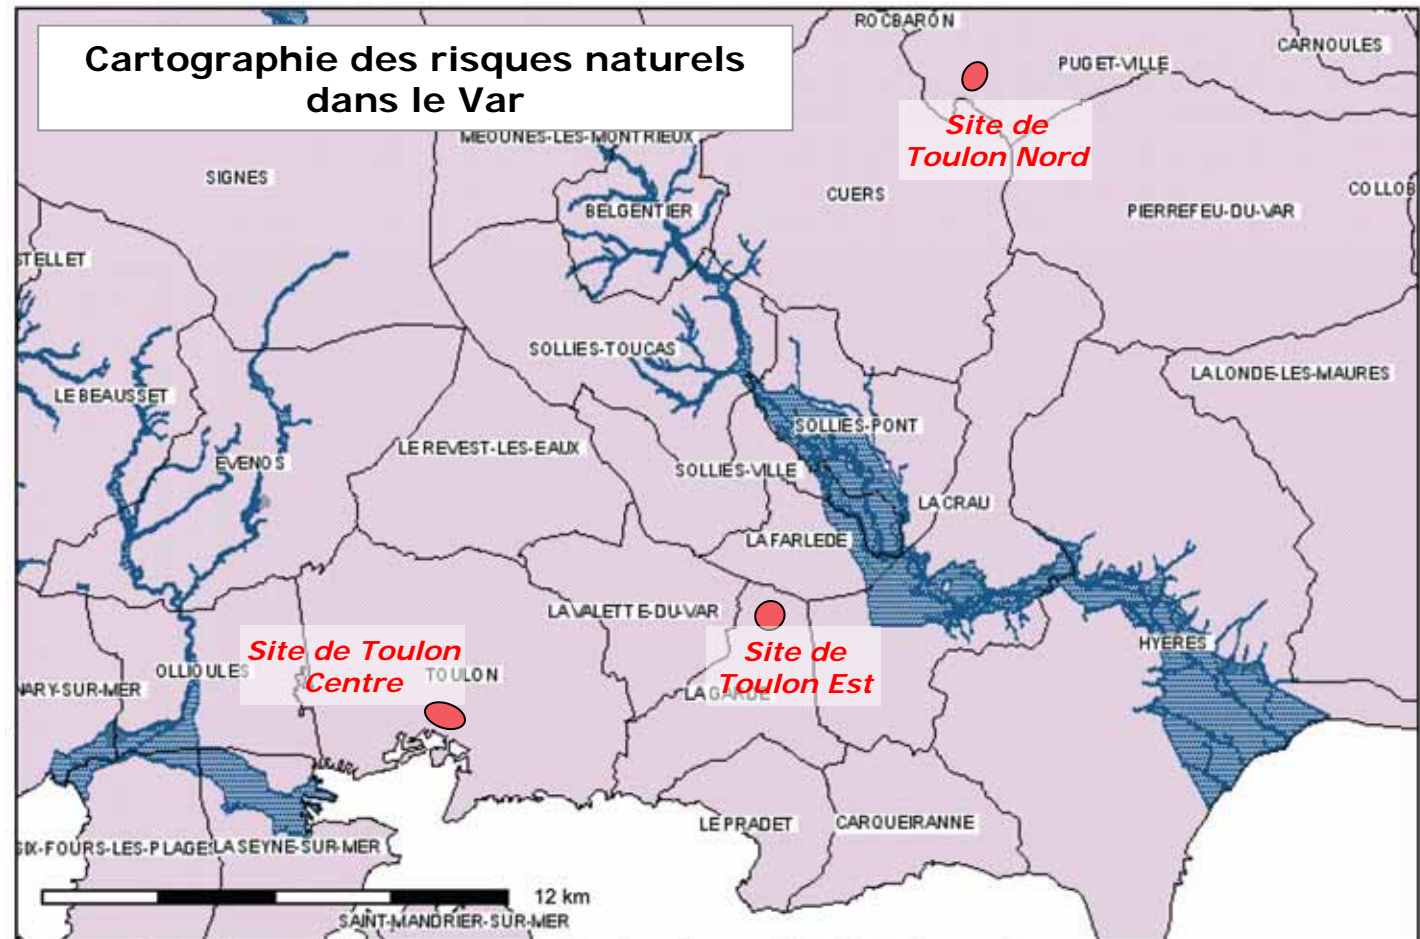 Cartographie des risques naturels
dans le Var
ROCBARON
CARNOULES
PUGET-VILLE
Site de
Toulon Nord
MEOUNES-LES-MONTRIEUX
SIGNES
CUERS
COLLOB
BELGENTIER
PIERREFEU-DU-VAR
STELLET
SOLLIES-TOUCAS
LA LONDE-LES-MAURES
LE BEAUSSET
SOLLIES-PONT
LE REVEST-LES-EAUX
EVENOS
SOLLIES-VILLE
LA CRAU
LA FARLEDE
LA VALETTE-DU-VAR
HYERES
Site de Toulon
Centre
Site de
Toulon Est
OLLIOULES
TOULON
NARY-SUR-MER
LA GARDE
LE PRADET
CARQUEIRANNE
SIX-FOURS-LES-PLAGE
LA SEYNE-SUR-MER
12 km
SAINT-MANDRIER-SUR-MER